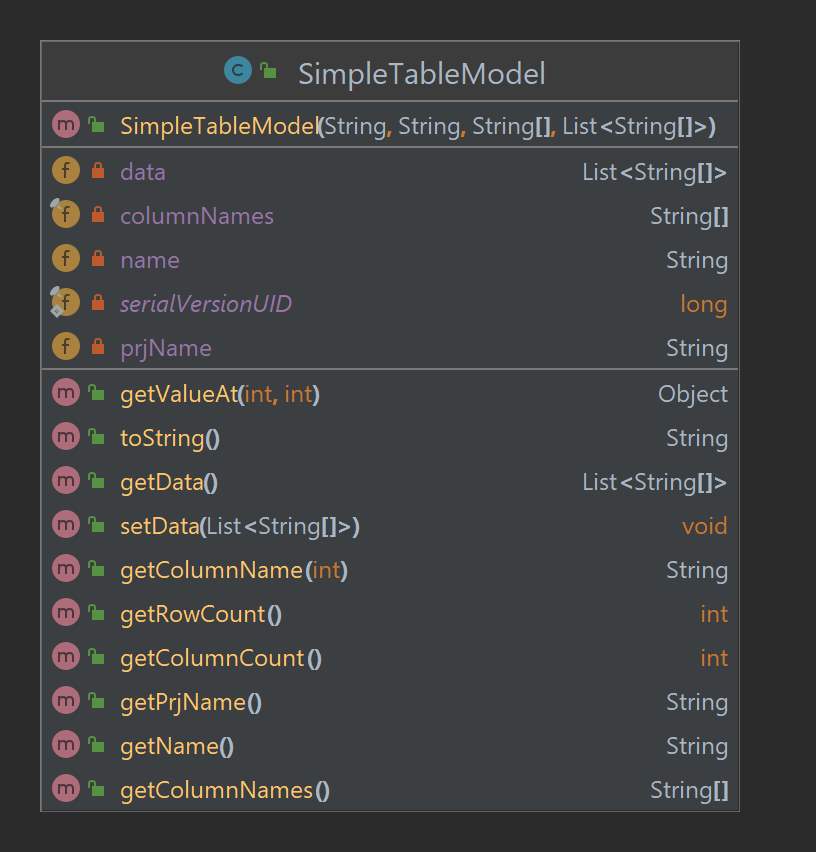 C SimpleTableModel
m SimpleTableModel(String, String, String[], List<String[]>)
f data List<String[]>
f columnNames String[]
f name String
f serialVersionUID long
f prjName String
m getValueAt(int, int) Object
m toString() String
m getData() List<String[]>
m setData(List<String[]>) void
m getColumnName(int) String
m getRowCount() int
m getColumnCount() int
m getPrjName() String
m getName() String
m getColumnNames() String[]